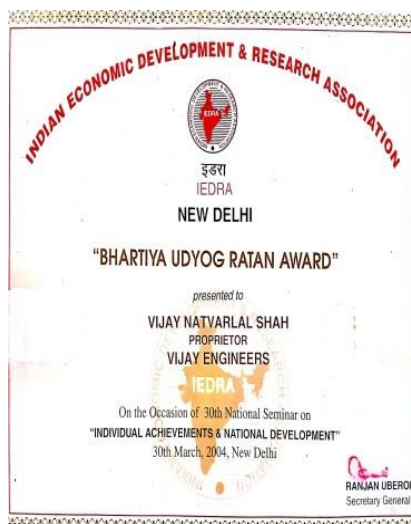 INDIAN ECONOMIC DEVELOPMENT & RESEARCH ASSOCIATION
IEDRA
इडरा
IEDRA
NEW DELHI
"BHARTIYA UDYOG RATAN AWARD"
presented to
VIJAY NATVARLAL SHAH
PROPRIETOR
VIJAY ENGINEERS
IEDRA
On the Occasion of 30th National Seminar on
"INDIVIDUAL ACHIEVEMENTS & NATIONAL DEVELOPMENT"
30th March, 2004, New Delhi
RANJAN UBEROI
Secretary General